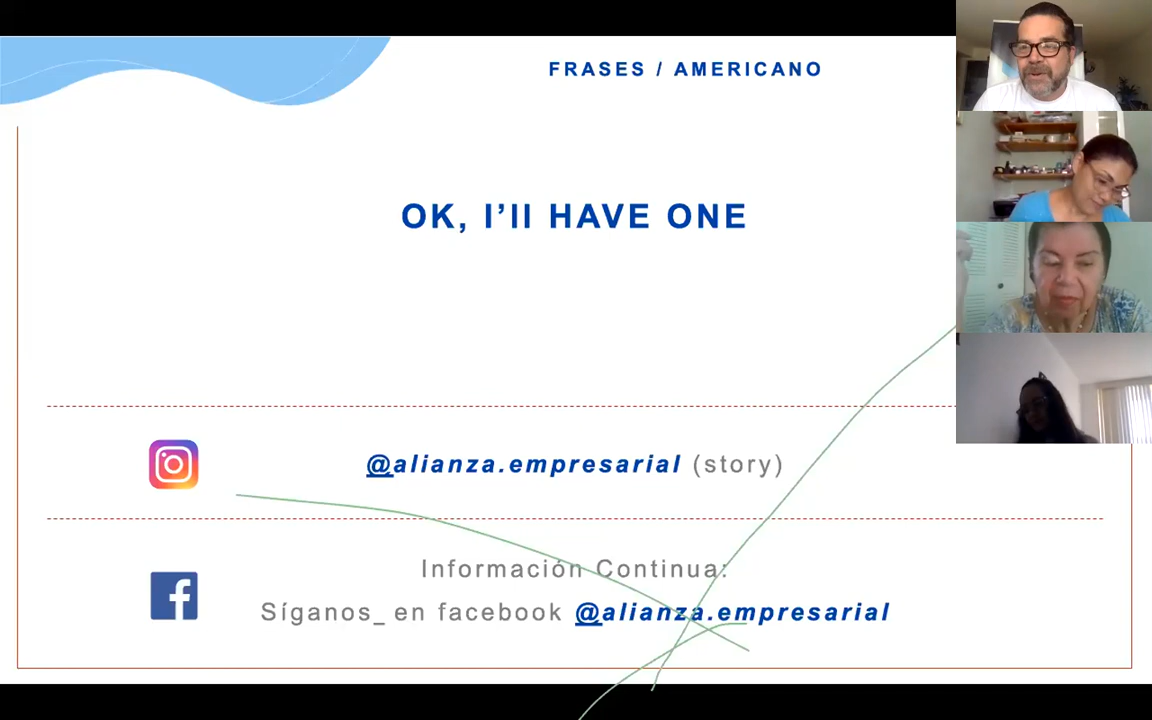 FRASES / AMERICANO
OK, I’ll HAVE ONE
@alianza.empresarial (story)
Información Continua:
Síganos_ en facebook @alianza.empresarial